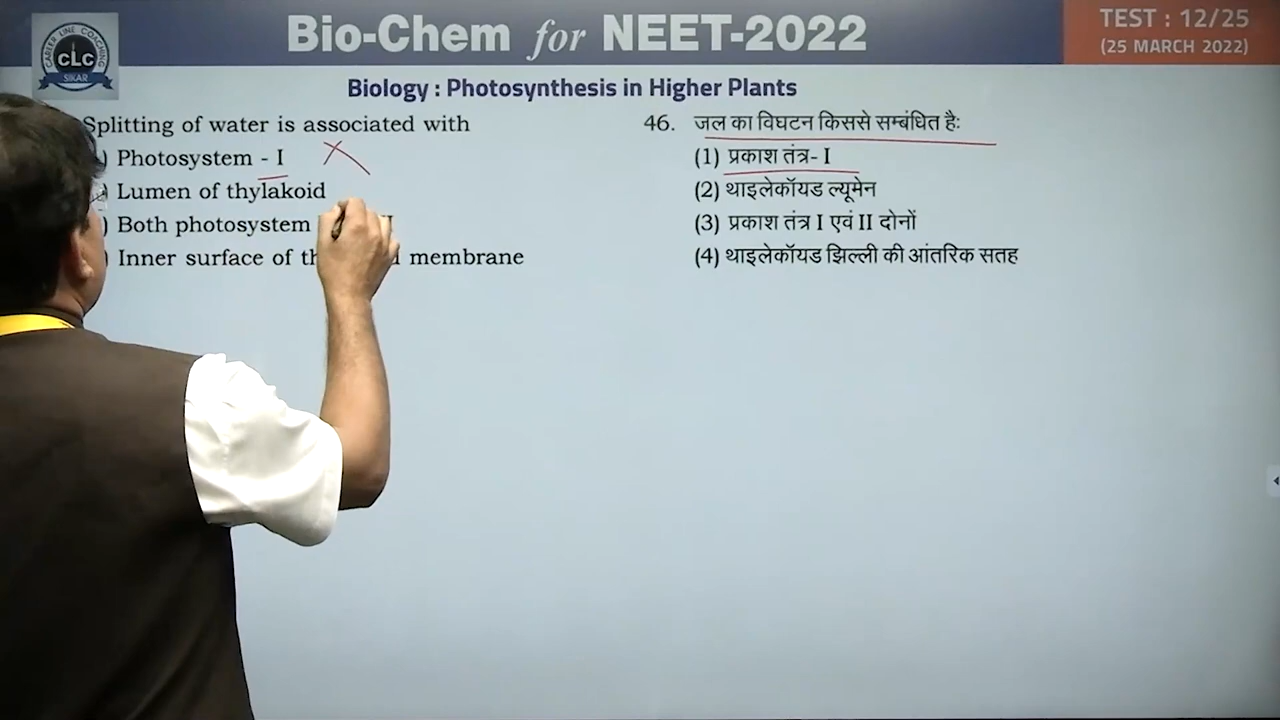 CAREER LINE COACHING
CLC
SIKAR
Bio-Chem for NEET-2022
TEST : 12/25
(25 MARCH 2022)
Biology : Photosynthesis in Higher Plants
Splitting of water is associated with
) Photosystem - I
) Lumen of thylakoid
) Both photosystem
) Inner surface of membrane
46. जल का विघटन किससे सम्बंधित है:
(1) प्रकाश तंत्र- I
(2) थाइलेकॉयड ल्यूमेन
(3) प्रकाश तंत्र I एवं II दोनों
(4) थाइलेकॉयड झिल्ली की आंतरिक सतह